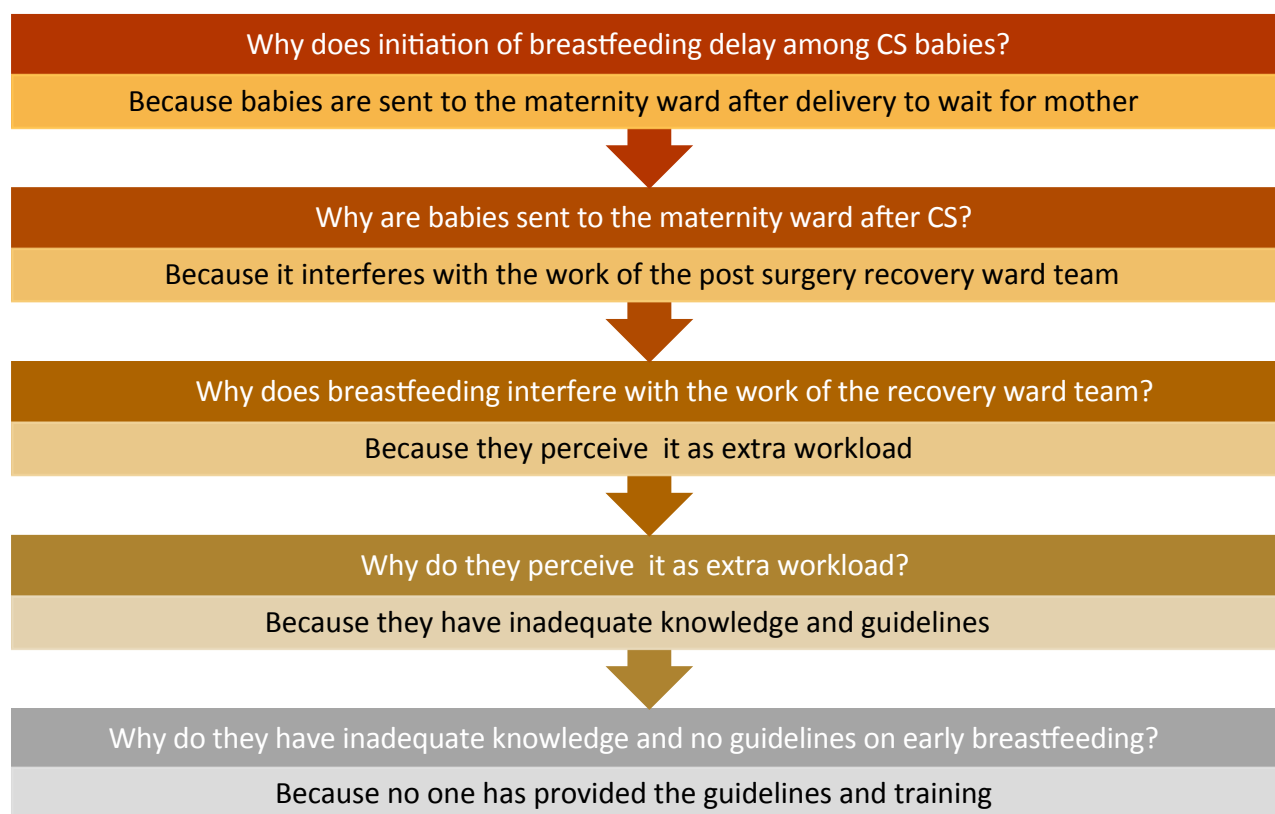 Why does initiation of breastfeeding delay among CS babies?
Because babies are sent to the maternity ward after delivery to wait for mother
Why are babies sent to the maternity ward after CS?
Because it interferes with the work of the post surgery recovery ward team
Why does breastfeeding interfere with the work of the recovery ward team?
Because they perceive  it as extra workload
Why do they perceive  it as extra workload?
Because they have inadequate knowledge and guidelines
Why do they have inadequate knowledge and no guidelines on early breastfeeding?
Because no one has provided the guidelines and training